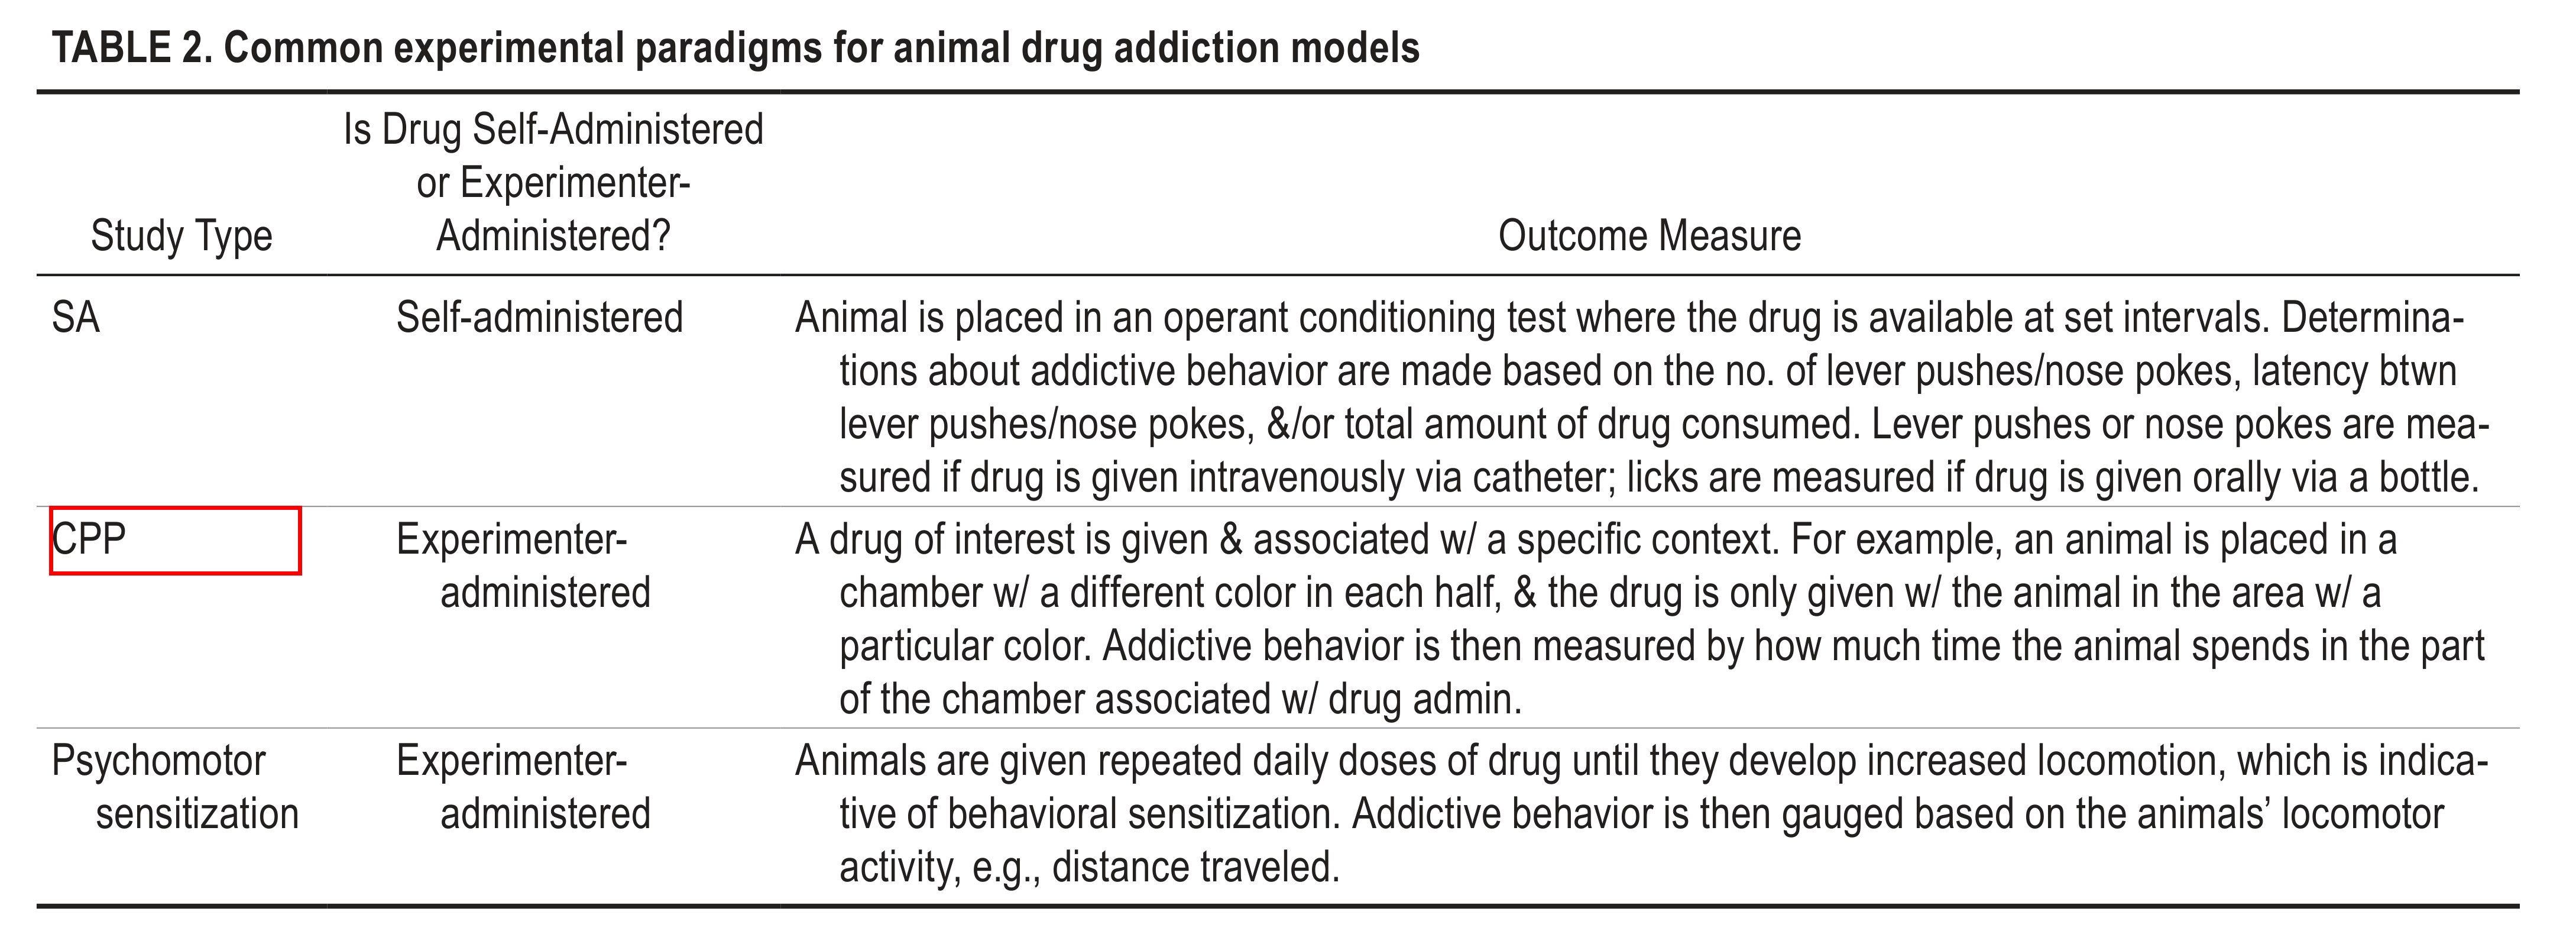 TABLE 2. Common experimental paradigms for animal drug addiction models
Study Type
Is Drug Self-Administered
or Experimenter-
Administered?
Outcome Measure
SA
Self-administered
Animal is placed in an operant conditioning test where the drug is available at set intervals. Determina-
tions about addictive behavior are made based on the no. of lever pushes/nose pokes, latency btwn
lever pushes/nose pokes, &/or total amount of drug consumed. Lever pushes or nose pokes are mea-
sured if drug is given intravenously via catheter; licks are measured if drug is given orally via a bottle.
CPP
Experimenter-
administered
A drug of interest is given & associated w/ a specific context. For example, an animal is placed in a
chamber w/ a different color in each half, & the drug is only given w/ the animal in the area w/ a
particular color. Addictive behavior is then measured by how much time the animal spends in the part
of the chamber associated w/ drug admin.
Psychomotor
sensitization
Experimenter-
administered
Animals are given repeated daily doses of drug until they develop increased locomotion, which is indica-
tive of behavioral sensitization. Addictive behavior is then gauged based on the animals’ locomotor
activity, e.g., distance traveled.